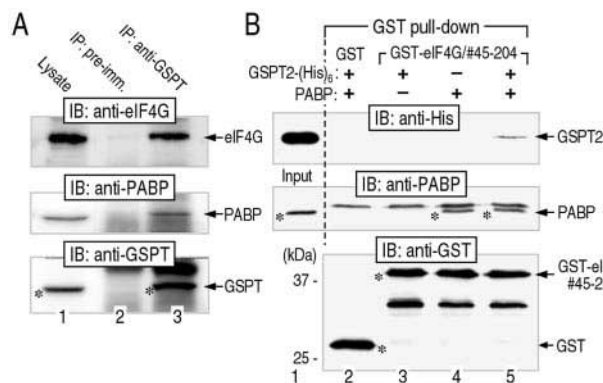 A
Lysate
IP: pre-imm.
IP: anti-GSPT
IB: anti-eIF4G
eIF4G
IB: anti-PABP
PABP
IB: anti-GSPT
*
*
GSPT
1 2 3
B
GST pull-down
GST GST-eIF4G/#45-204
GSPT2-(His)6: + + − +
PABP: + − + +
IB: anti-His
GSPT2
Input
IB: anti-PABP
* * *
PABP
(kDa)
IB: anti-GST
37 -
*
GST-eI
#45-2
*
GST
25 -
1 2 3 4 5